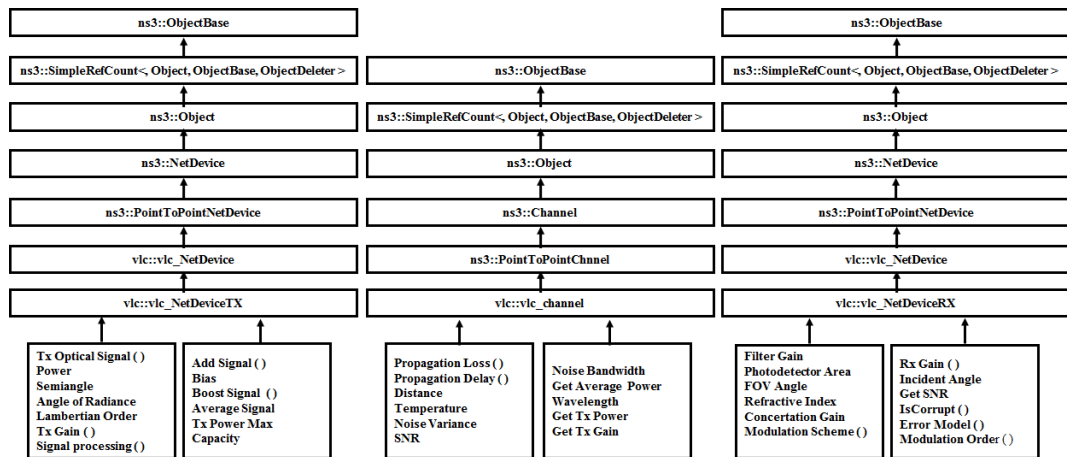 ns3::ObjectBase
ns3::SimpleRefCount<, Object, ObjectBase, ObjectDeleter >
ns3::Object
ns3::NetDevice
ns3::PointToPointNetDevice
vlc::vlc_NetDevice
vlc::vlc_NetDeviceTX
Tx Optical Signal ( )
Power
Semiangle
Angle of Radiance
Lambertian Order
Tx Gain ( )
Signal processing ( )
Add Signal ( )
Bias
Boost Signal ( )
Average Signal
Tx Power Max
Capacity
ns3::ObjectBase
ns3::SimpleRefCount<, Object, ObjectBase, ObjectDeleter >
ns3::Object
ns3::Channel
ns3::PointToPointChnnel
vlc::vlc_channel
Propagation Loss ( )
Propagation Delay ( )
Distance
Temperature
Noise Variance
SNR
Noise Bandwidth
Get Average Power
Wavelength
Get Tx Power
Get Tx Gain
ns3::ObjectBase
ns3::SimpleRefCount<, Object, ObjectBase, ObjectDeleter >
ns3::Object
ns3::NetDevice
ns3::PointToPointNetDevice
vlc::vlc_NetDevice
vlc::vlc_NetDeviceRX
Filter Gain
Photodetector Area
FOV Angle
Refractive Index
Concertation Gain
Modulation Scheme ( )
Rx Gain ( )
Incident Angle
Get SNR
IsCorrupt ( )
Error Model ( )
Modulation Order ( )